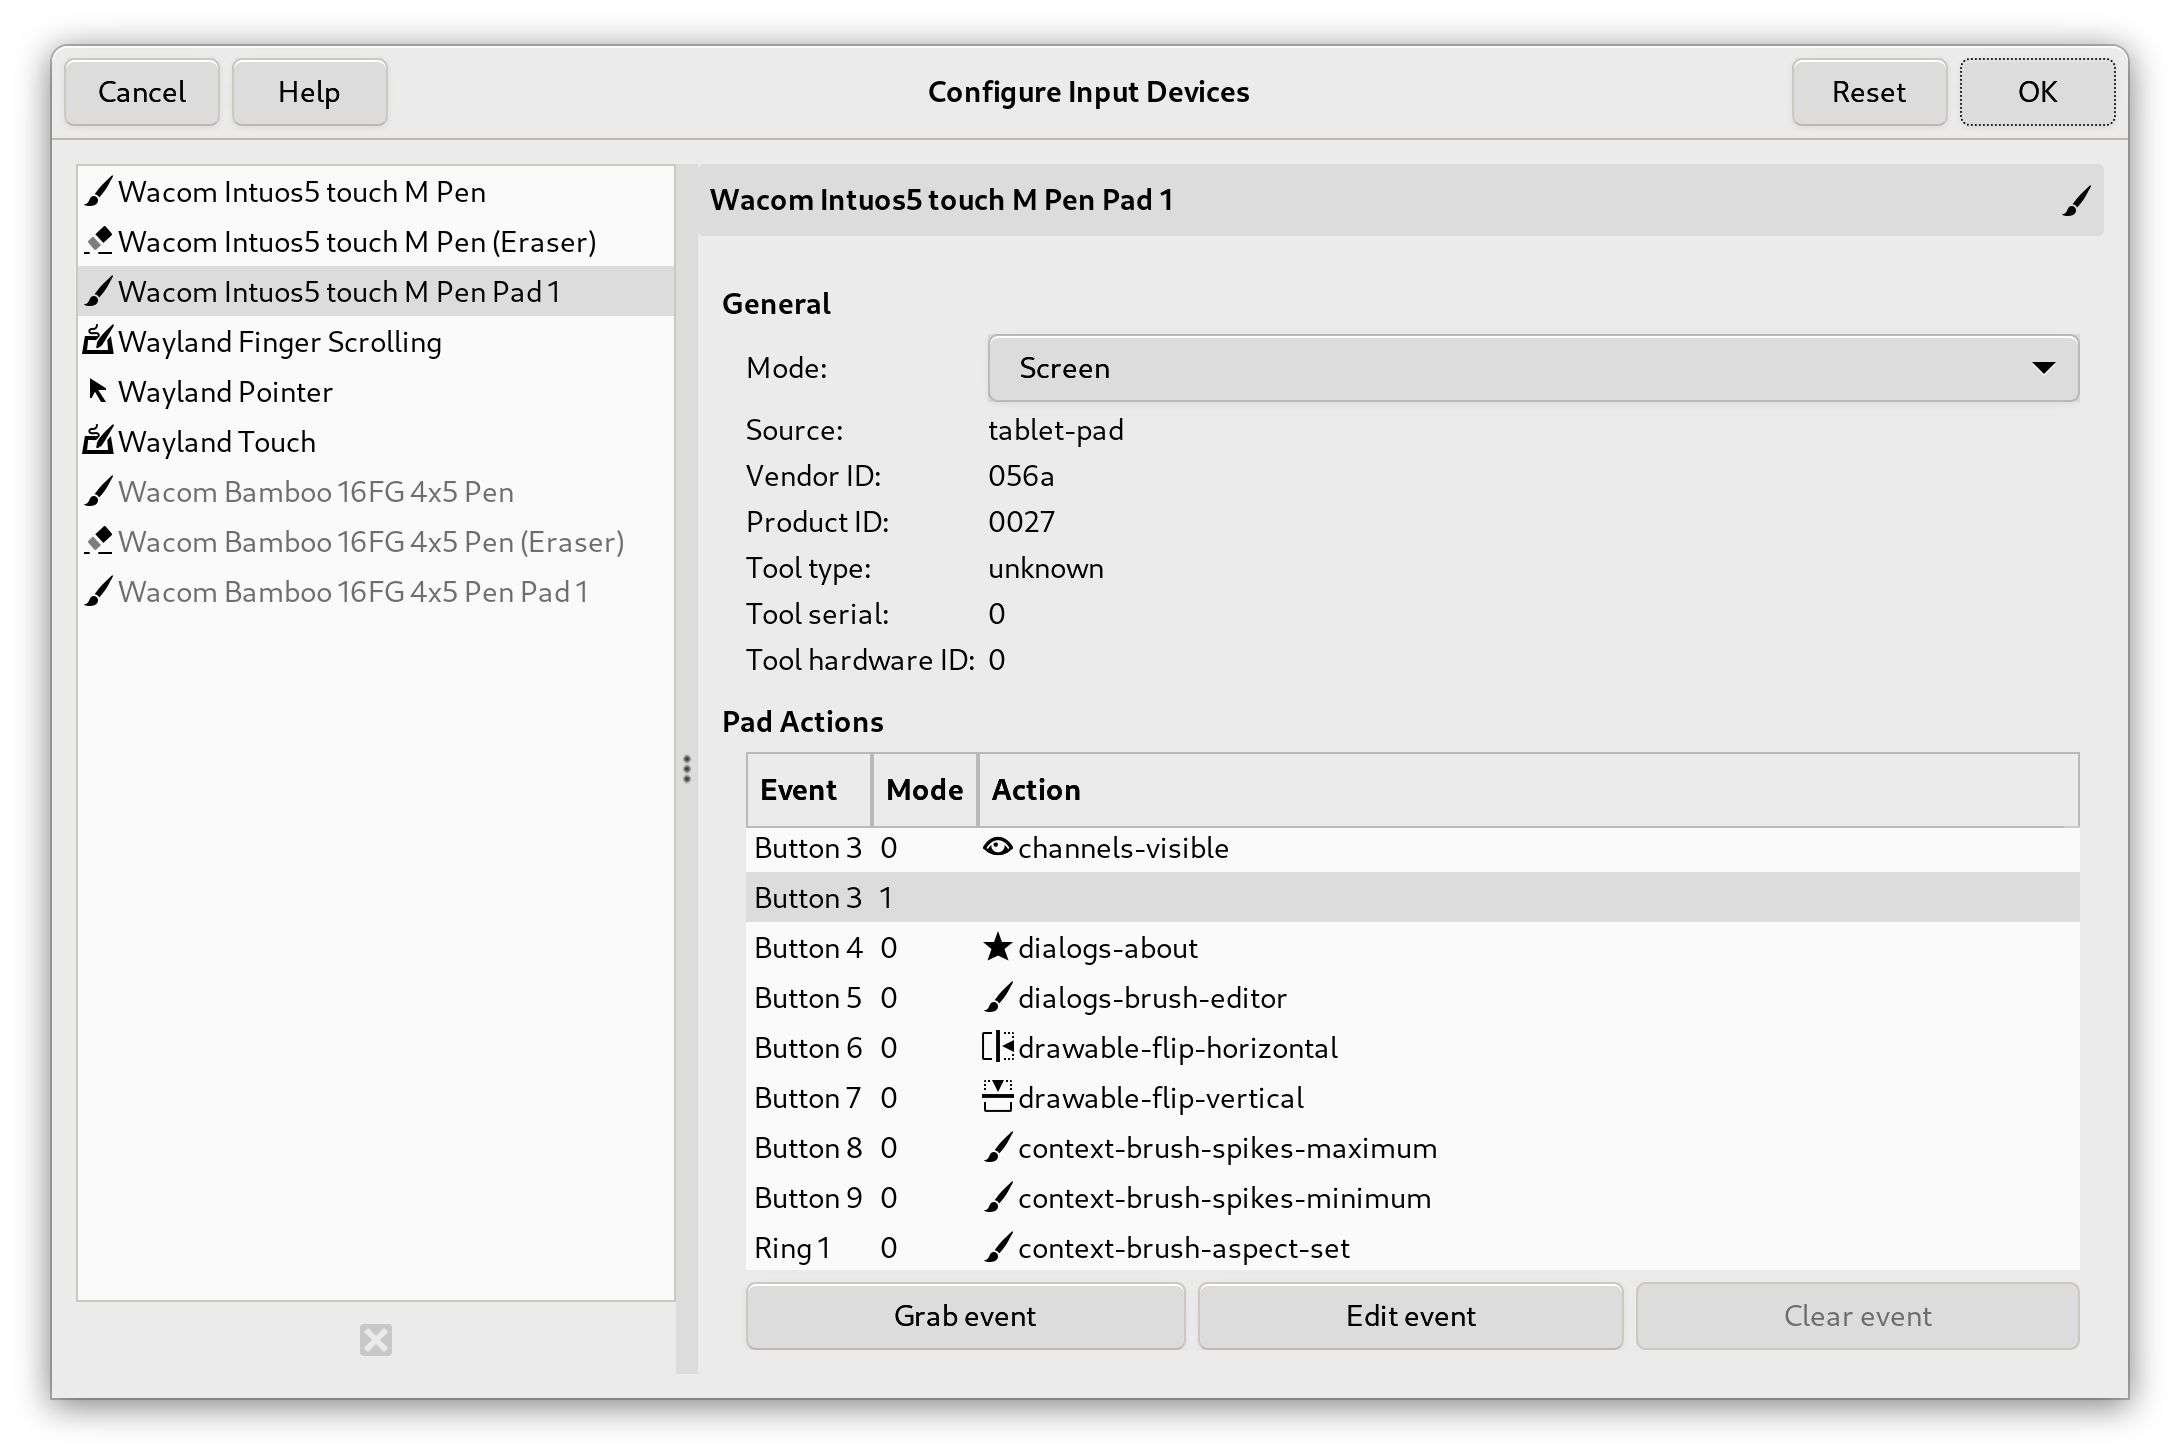 Cancel Help Configure Input Devices Reset OK
Wacom Intuos5 touch M Pen
Wacom Intuos5 touch M Pen (Eraser)
Wacom Intuos5 touch M Pen Pad 1
Wayland Finger Scrolling
Wayland Pointer
Wayland Touch
Wacom Bamboo 16FG 4x5 Pen
Wacom Bamboo 16FG 4x5 Pen (Eraser)
Wacom Bamboo 16FG 4x5 Pen Pad 1
Wacom Intuos5 touch M Pen Pad 1
General
Mode: Screen
Source: tablet-pad
Vendor ID: 056a
Product ID: 0027
Tool type: unknown
Tool serial: 0
Tool hardware ID: 0
Pad Actions
Event Mode Action
Button 3 0 channels-visible
Button 3 1
Button 4 0 dialogs-about
Button 5 0 dialogs-brush-editor
Button 6 0 drawable-flip-horizontal
Button 7 0 drawable-flip-vertical
Button 8 0 context-brush-spikes-maximum
Button 9 0 context-brush-spikes-minimum
Ring 1 0 context-brush-aspect-set
Grab event Edit event Clear event